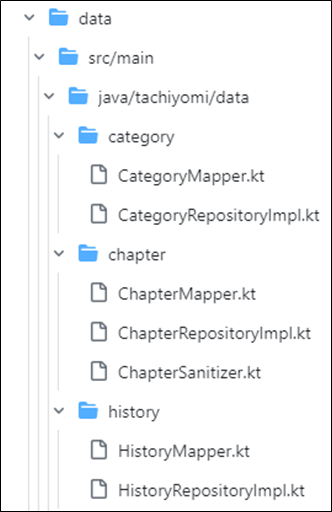 data
src/main
java/tachiyomi/data
category
CategoryMapper.kt
CategoryRepositoryImpl.kt
chapter
ChapterMapper.kt
ChapterRepositoryImpl.kt
ChapterSanitizer.kt
history
HistoryMapper.kt
HistoryRepositoryImpl.kt